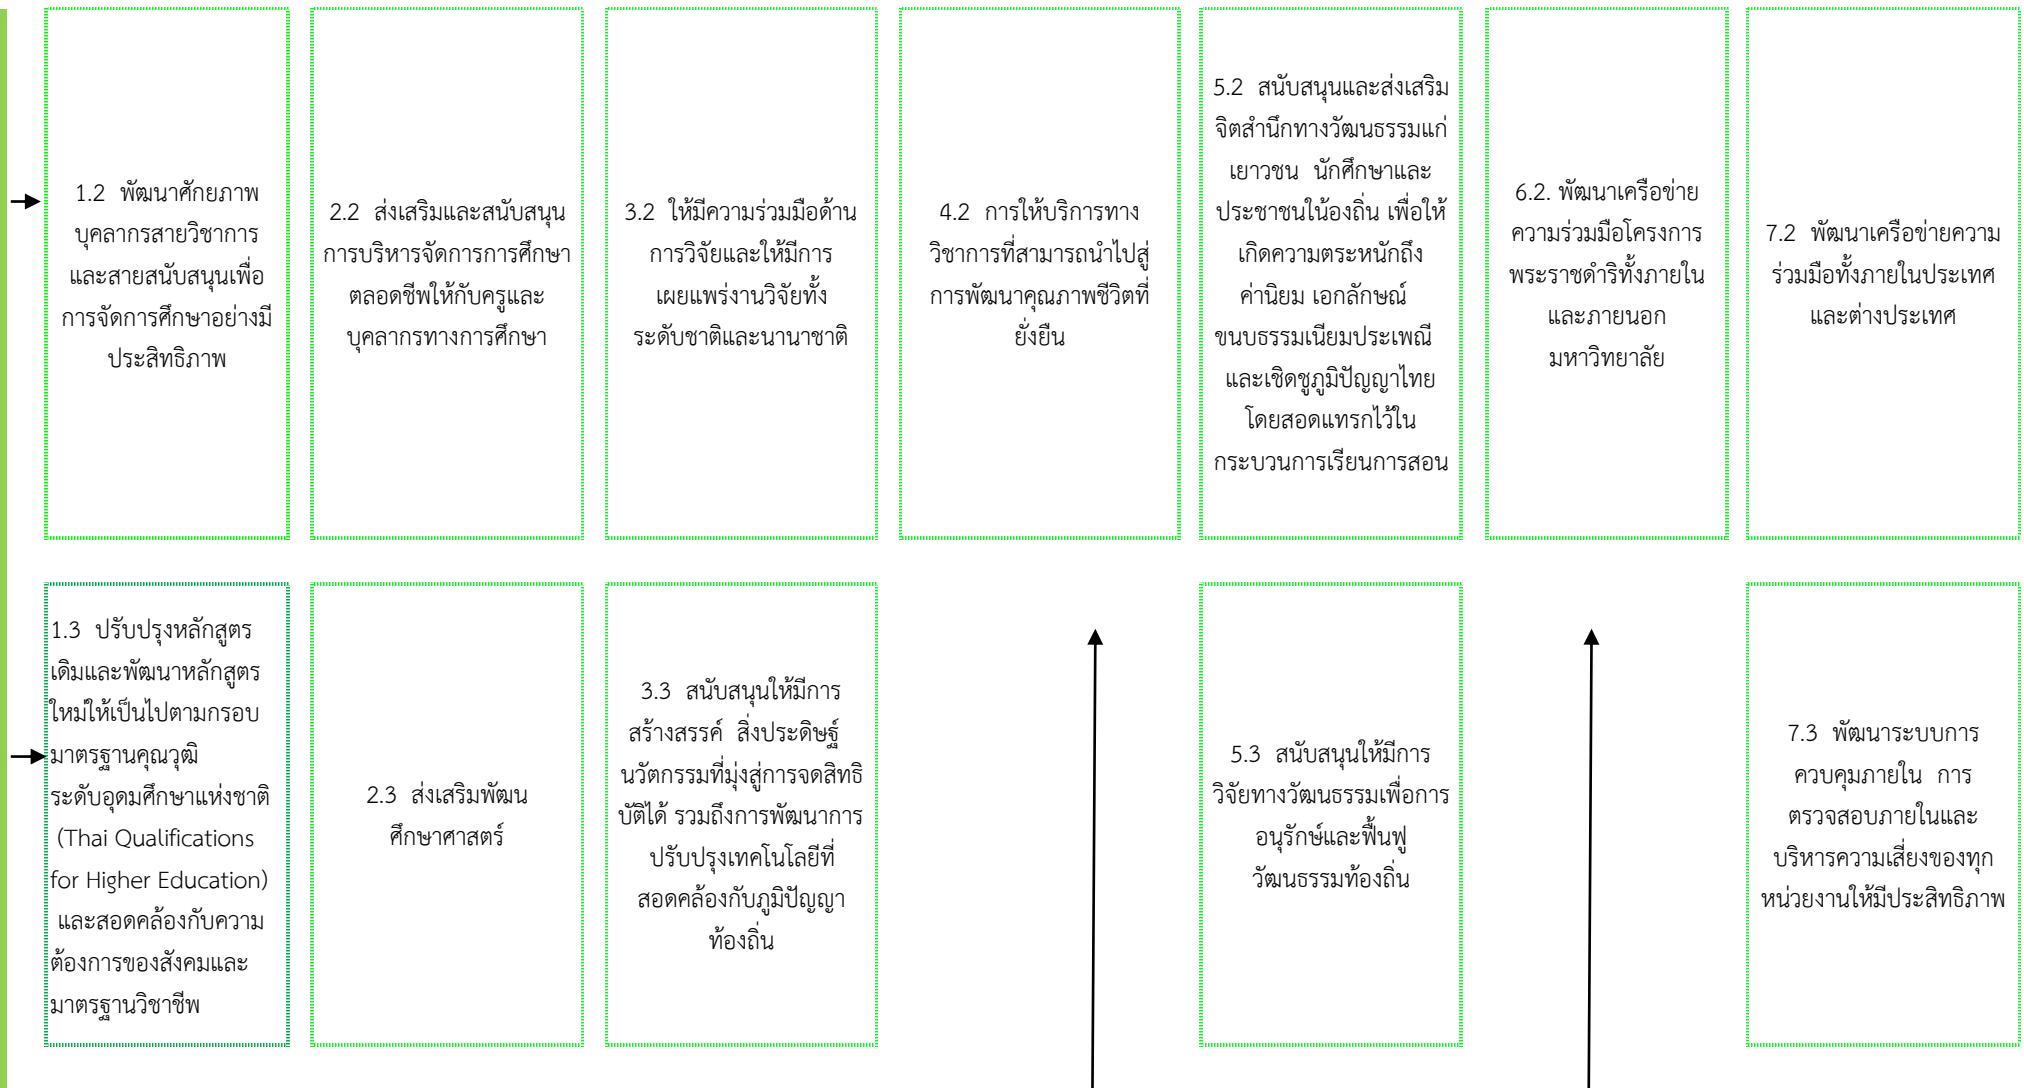 1.2 พัฒนาศักยภาพ
บุคลากรสายวิชาการ
และสายสนับสนุนเพื่อ
การจัดการศึกษาอย่างมี
ประสิทธิภาพ
2.2 ส่งเสริมและสนับสนุน
การบริหารจัดการการศึกษา
ตลอดชีพให้กับครูและ
บุคลากรทางการศึกษา
3.2 ให้มีความร่วมมือด้าน
การวิจัยและให้มีการ
เผยแพร่งานวิจัยทั้ง
ระดับชาติและนานาชาติ
4.2 การให้บริการทาง
วิชาการที่สามารถนำไปสู่
การพัฒนาคุณภาพชีวิตที่
ยั่งยืน
5.2 สนับสนุนและส่งเสริม
จิตสำนึกทางวัฒนธรรมแก่
เยาวชน นักศึกษาและ
ประชาชนใน้องถิ่น เพื่อให้
เกิดความตระหนักถึง
ค่านิยม เอกลักษณ์
ขนบธรรมเนียมประเพณี
และเชิดชูภูมิปัญญาไทย
โดยสอดแทรกไว้ใน
กระบวนการเรียนการสอน
6.2. พัฒนาเครือข่าย
ความร่วมมือโครงการ
พระราชดำริทั้งภายใน
และภายนอก
มหาวิทยาลัย
7.2 พัฒนาเครือข่ายความ
ร่วมมือทั้งภายในประเทศ
และต่างประเทศ
1.3 ปรับปรุงหลักสูตร
เดิมและพัฒนาหลักสูตร
ใหม่ให้เป็นไปตามกรอบ
มาตรฐานคุณวุฒิ
ระดับอุดมศึกษาแห่งชาติ
(Thai Qualifications
for Higher Education)
และสอดคล้องกับความ
ต้องการของสังคมและ
มาตรฐานวิชาชีพ
2.3 ส่งเสริมพัฒน
ศึกษาศาสตร์
3.3 สนับสนุนให้มีการ
สร้างสรรค์ สิ่งประดิษฐ์
นวัตกรรมที่มุ่งสู่การจดสิทธิ
บัติได้ รวมถึงการพัฒนาการ
ปรับปรุงเทคโนโลยีที่
สอดคล้องกับภูมิปัญญา
ท้องถิ่น
5.3 สนับสนุนให้มีการ
วิจัยทางวัฒนธรรมเพื่อการ
อนุรักษ์และฟื้นฟู
วัฒนธรรมท้องถิ่น
7.3 พัฒนาระบบการ
ควบคุมภายใน การ
ตรวจสอบภายในและ
บริหารความเสี่ยงของทุก
หน่วยงานให้มีประสิทธิภาพ